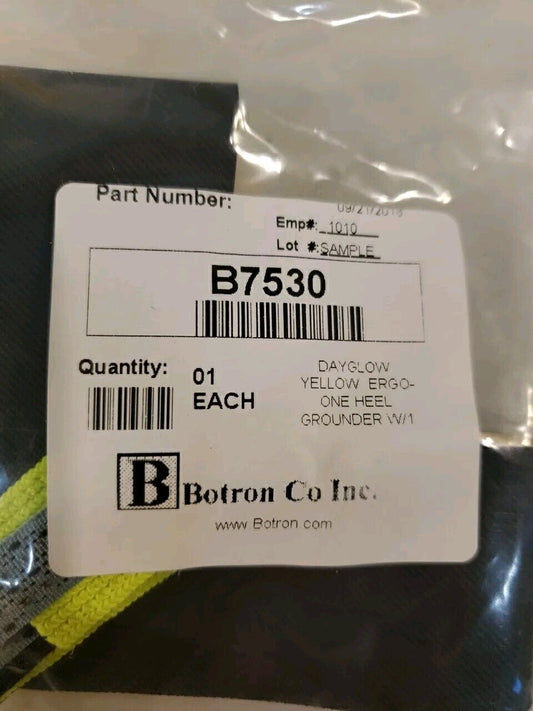 Part Number:
09/21/2018
Emp#: 1010
Lot #: SAMPLE
B7530
Quantity:
01
EACH
DAYGLOW
YELLOW ERGO-
ONE HEEL
GROUNDER W/1
B Botron Co Inc.
www.Botron.com